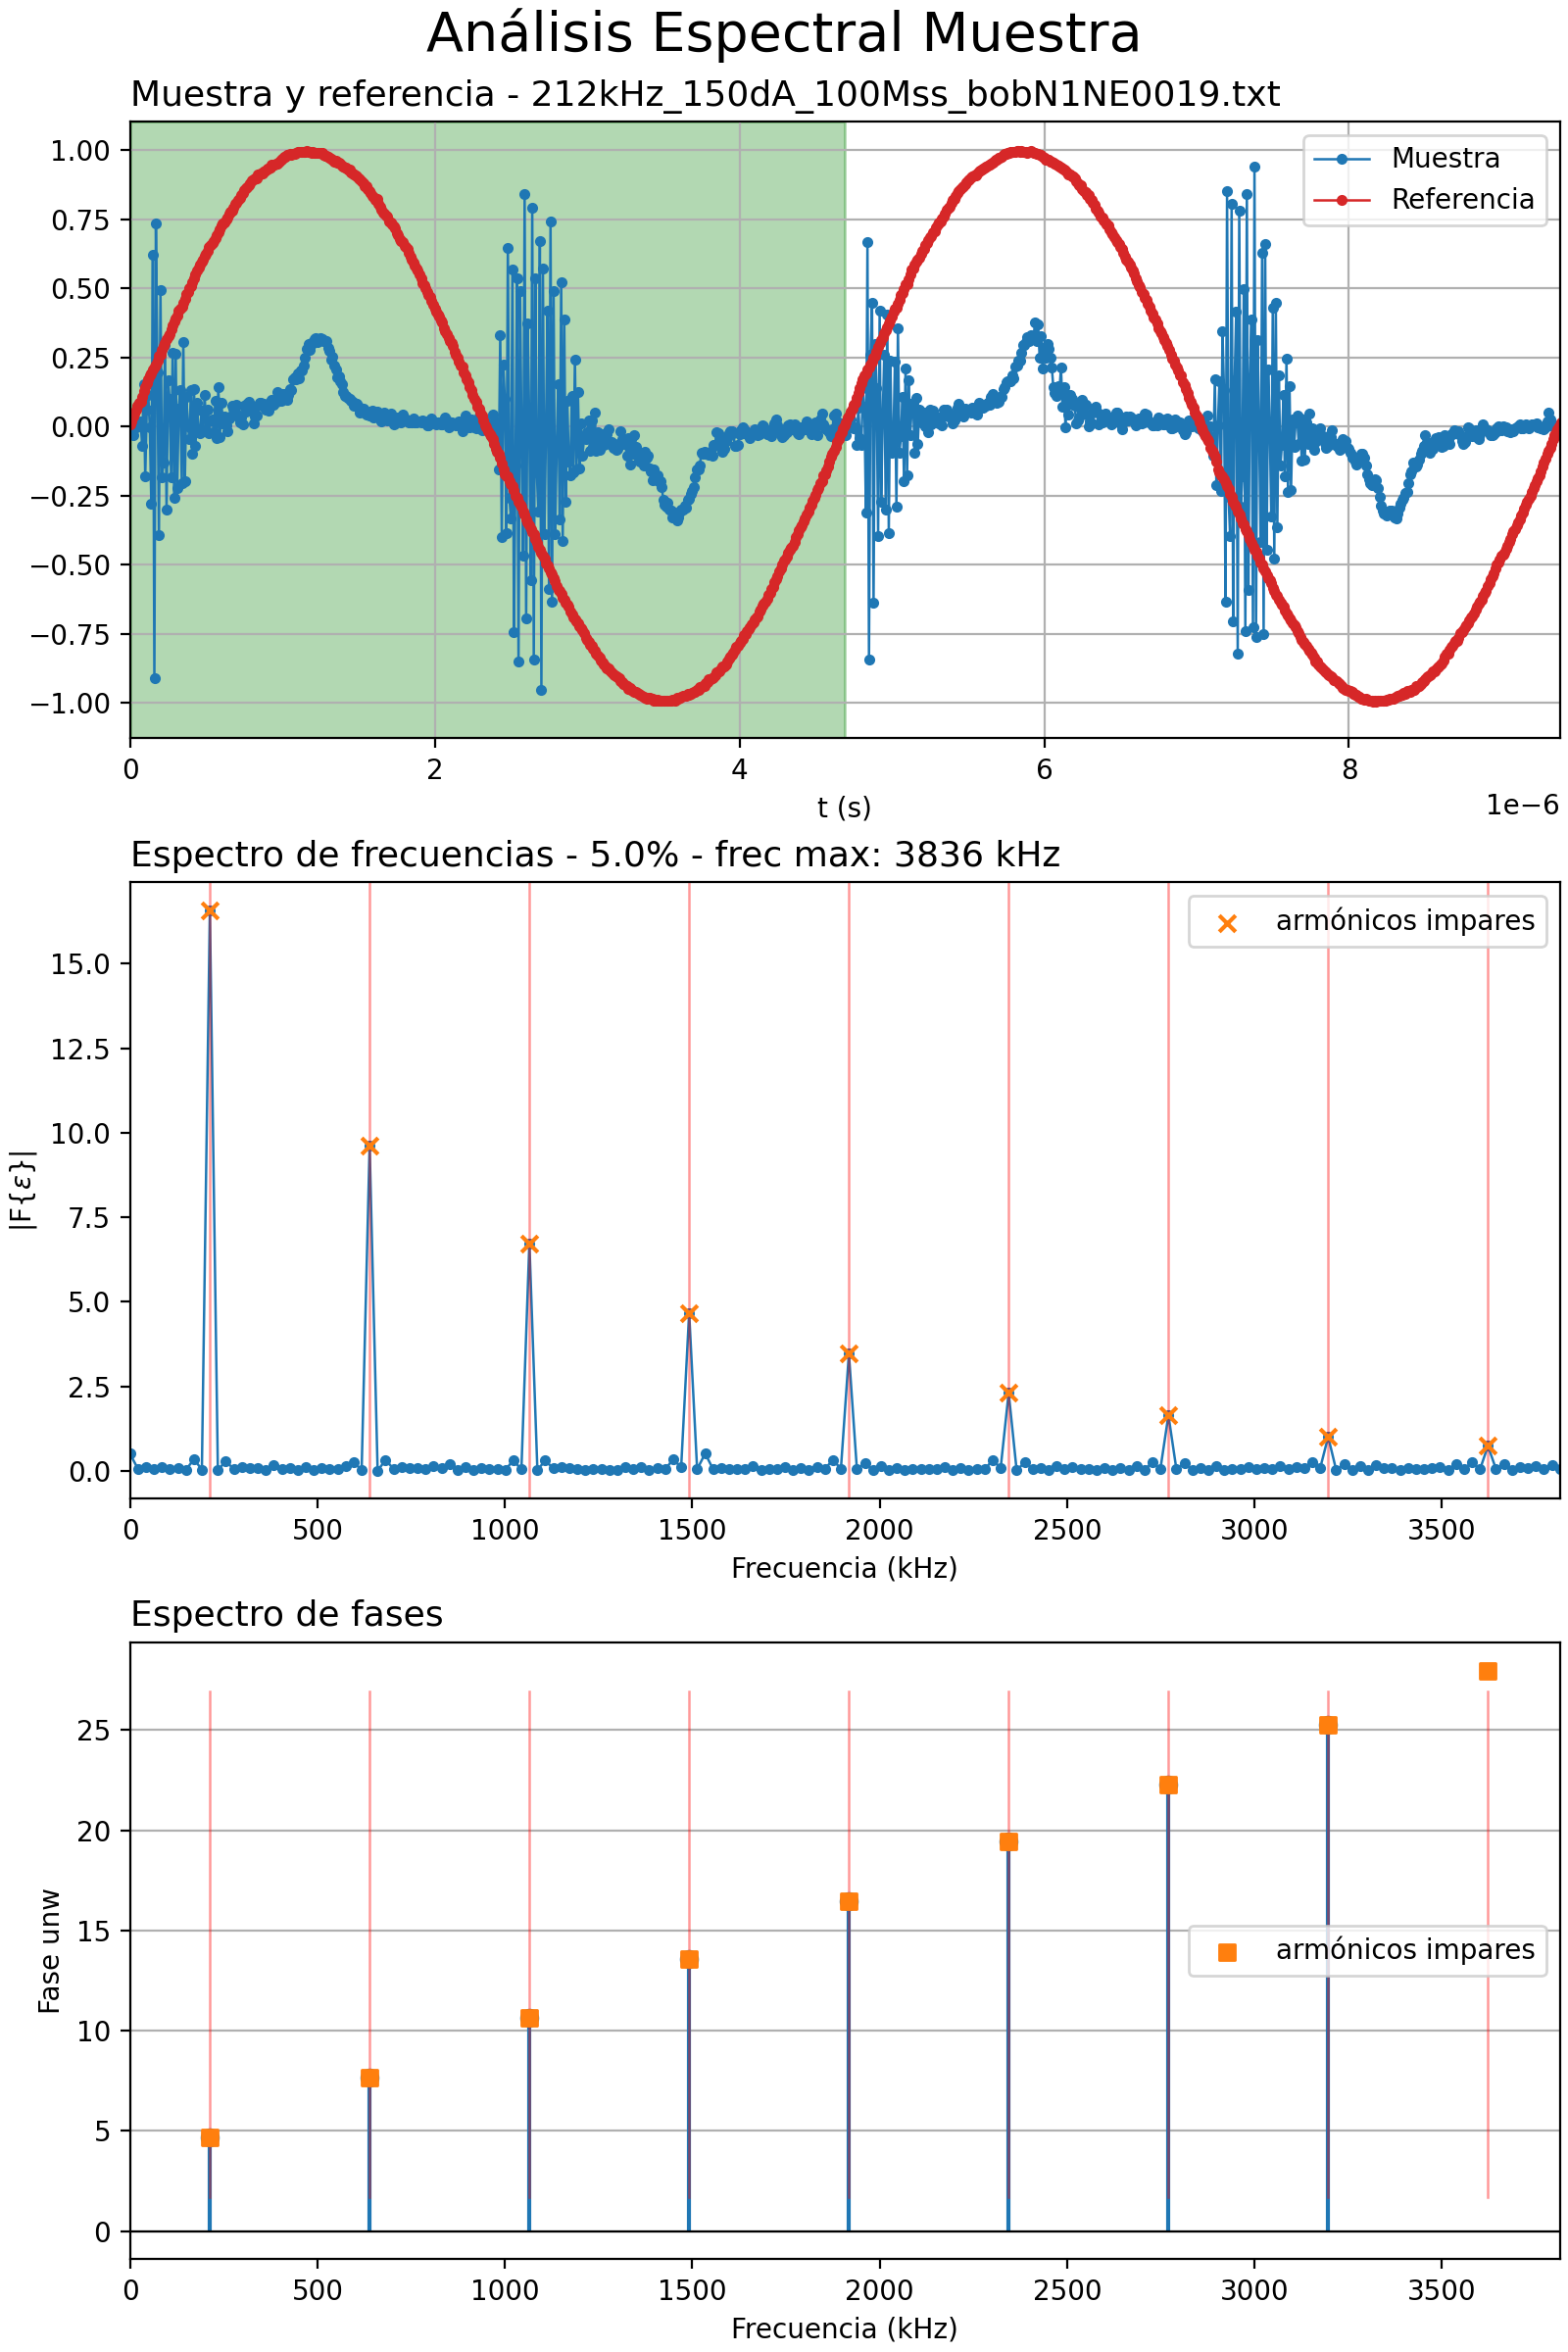 Análisis Espectral Muestra
Muestra y referencia - 212kHz_150dA_100Mss_bobN1NE0019.txt
1.00
0.75
0.50
0.25
0.00
−0.25
−0.50
−0.75
−1.00
Muestra
Referencia
0 2 4 6 8
1e−6
t (s)
Espectro de frecuencias - 5.0% - frec max: 3836 kHz
|F{ε}|
15.0
12.5
10.0
7.5
5.0
2.5
0.0
armónicos impares
0 500 1000 1500 2000 2500 3000 3500
Frecuencia (kHz)
Espectro de fases
Fase unw
25
20
15
10
5
0
armónicos impares
0 500 1000 1500 2000 2500 3000 3500
Frecuencia (kHz)